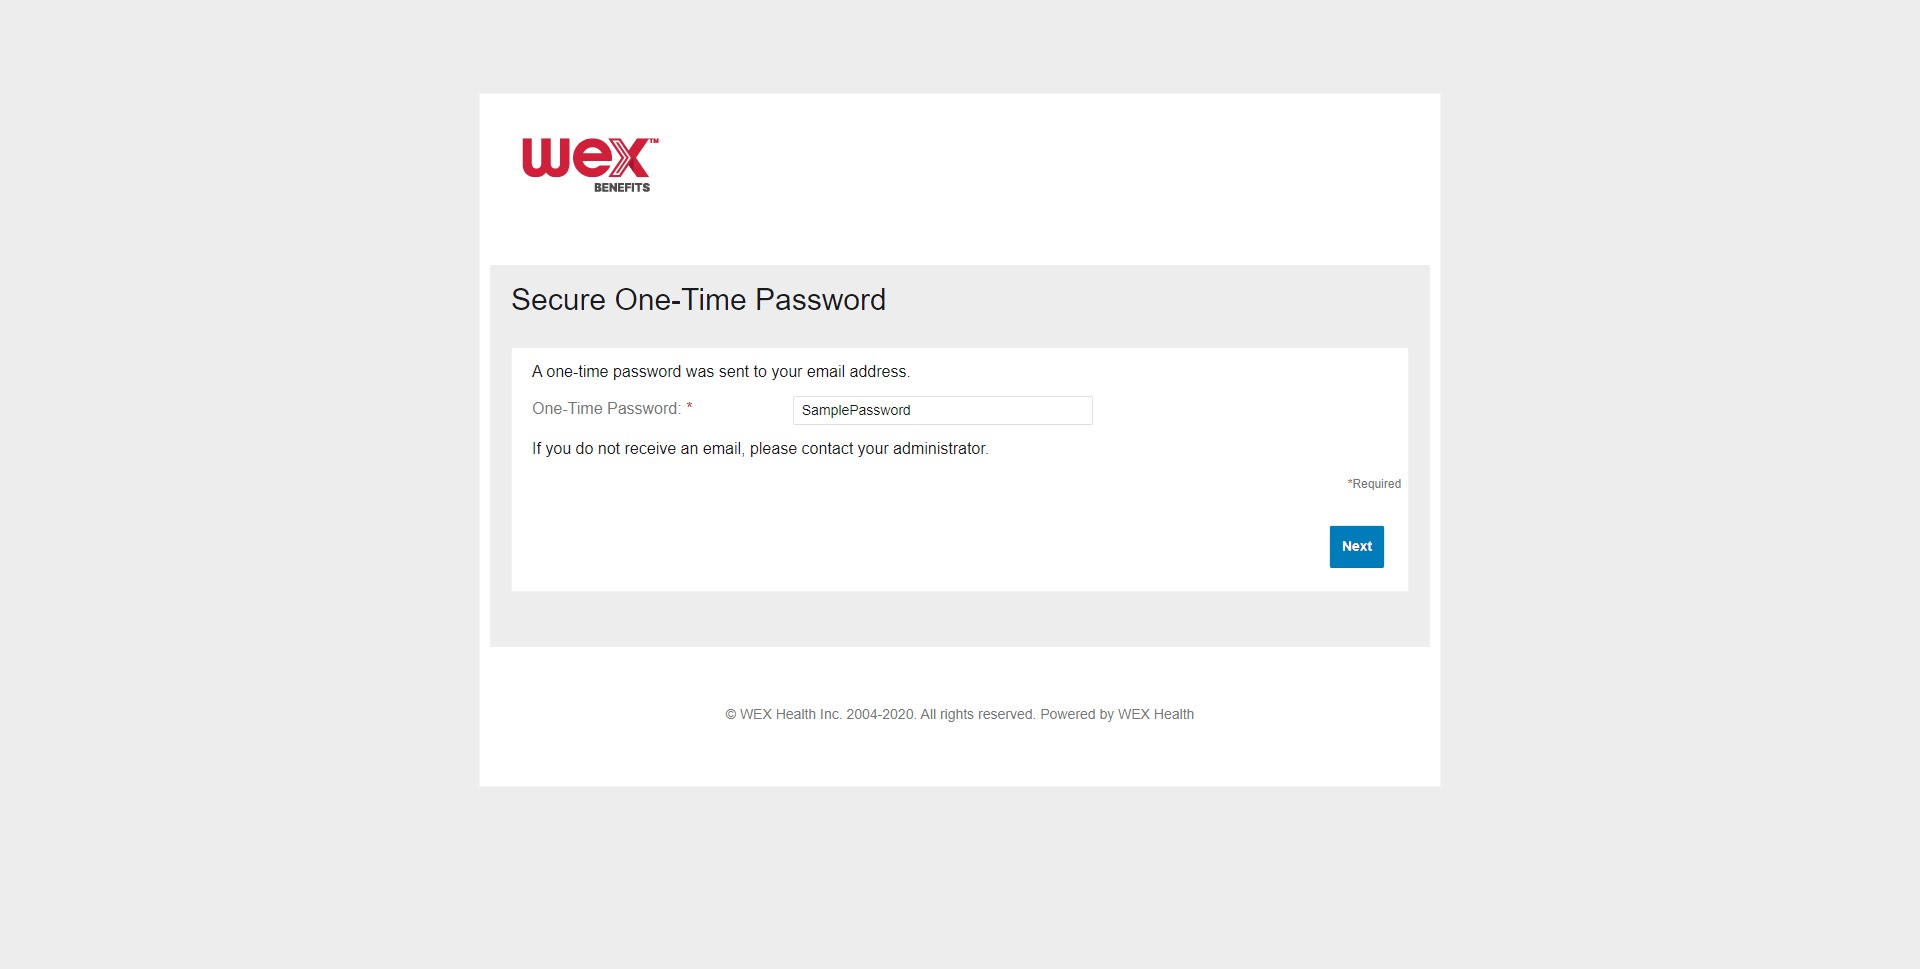 wex™
BENEFITS
Secure One-Time Password
A one-time password was sent to your email address.
One-Time Password: * SamplePassword
If you do not receive an email, please contact your administrator.
*Required
Next
© WEX Health Inc. 2004-2020. All rights reserved. Powered by WEX Health